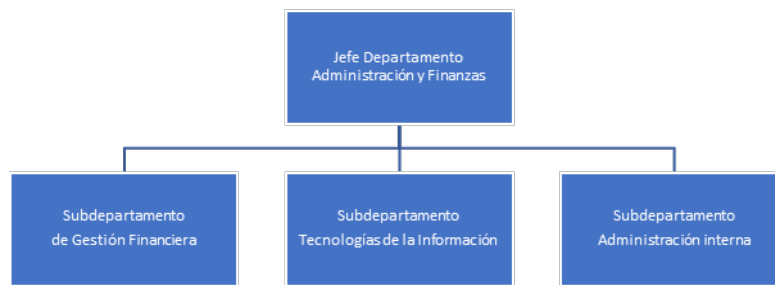 Jefe Departamento
Administración y Finanzas
Subdepartamento
de Gestión Financiera
Subdepartamento
Tecnologías de la Información
Subdepartamento
Administración interna